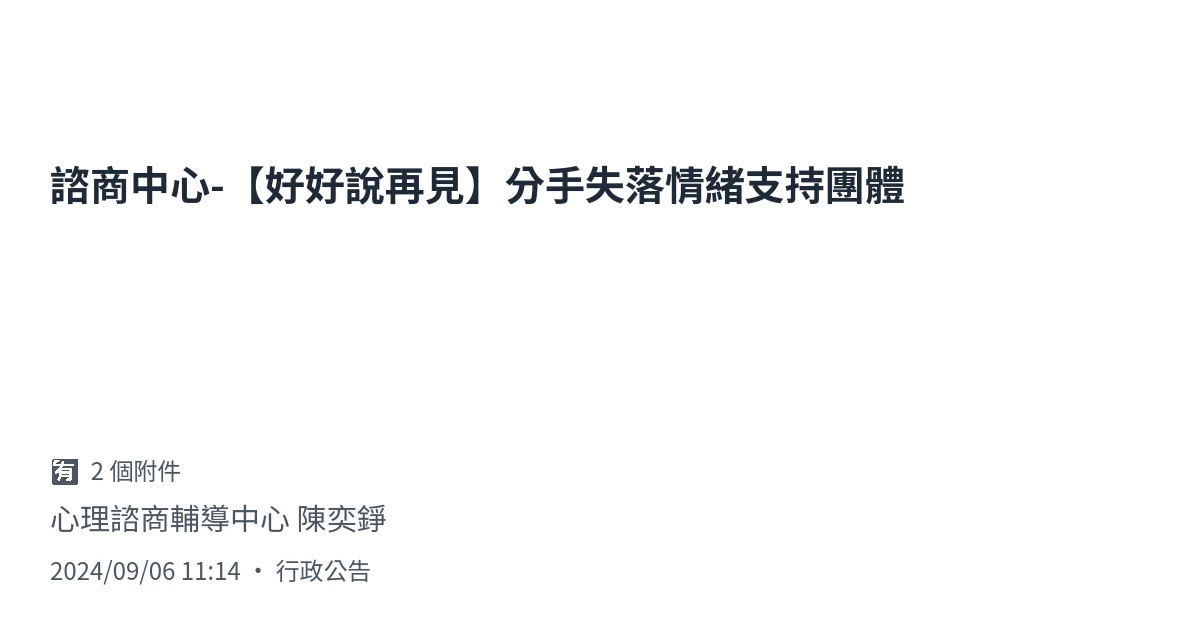 諮商中心-【好好說再見】分手失落情緒支持團體
🈶 2 個附件
心理諮商輔導中心 陳奕錚
2024/09/06 11:14 • 行政公告